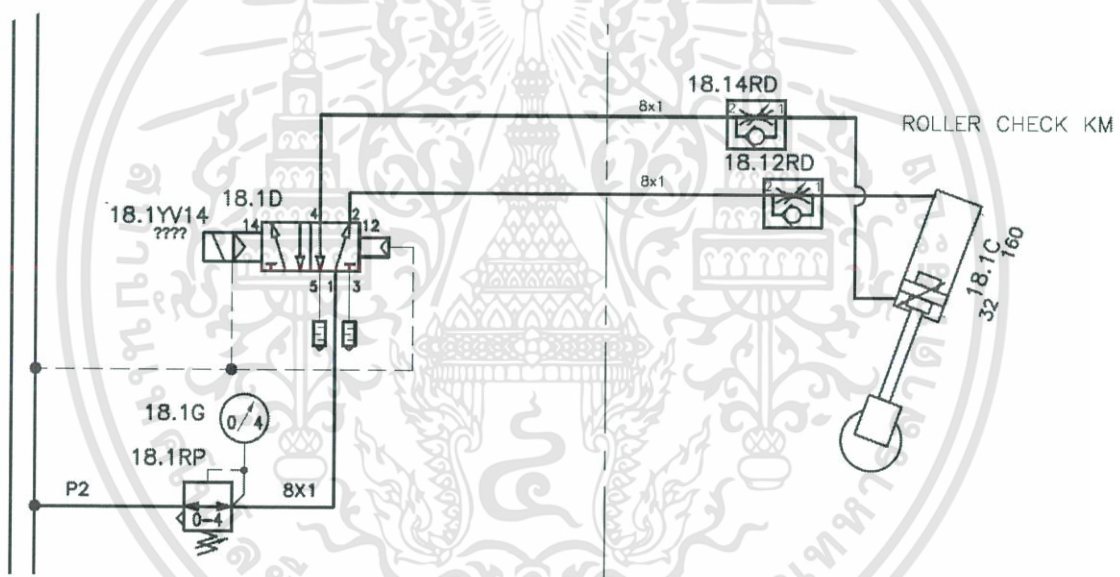 18.14RD
2 1
8x1
ROLLER CHECK KM
18.12RD
2 1
8x1
18.1D
18.1YV14
????
14 4 2 12
5 1 3
18.1C
32 160
18.1G
0/4
18.1RP
P2
8X1
0-4